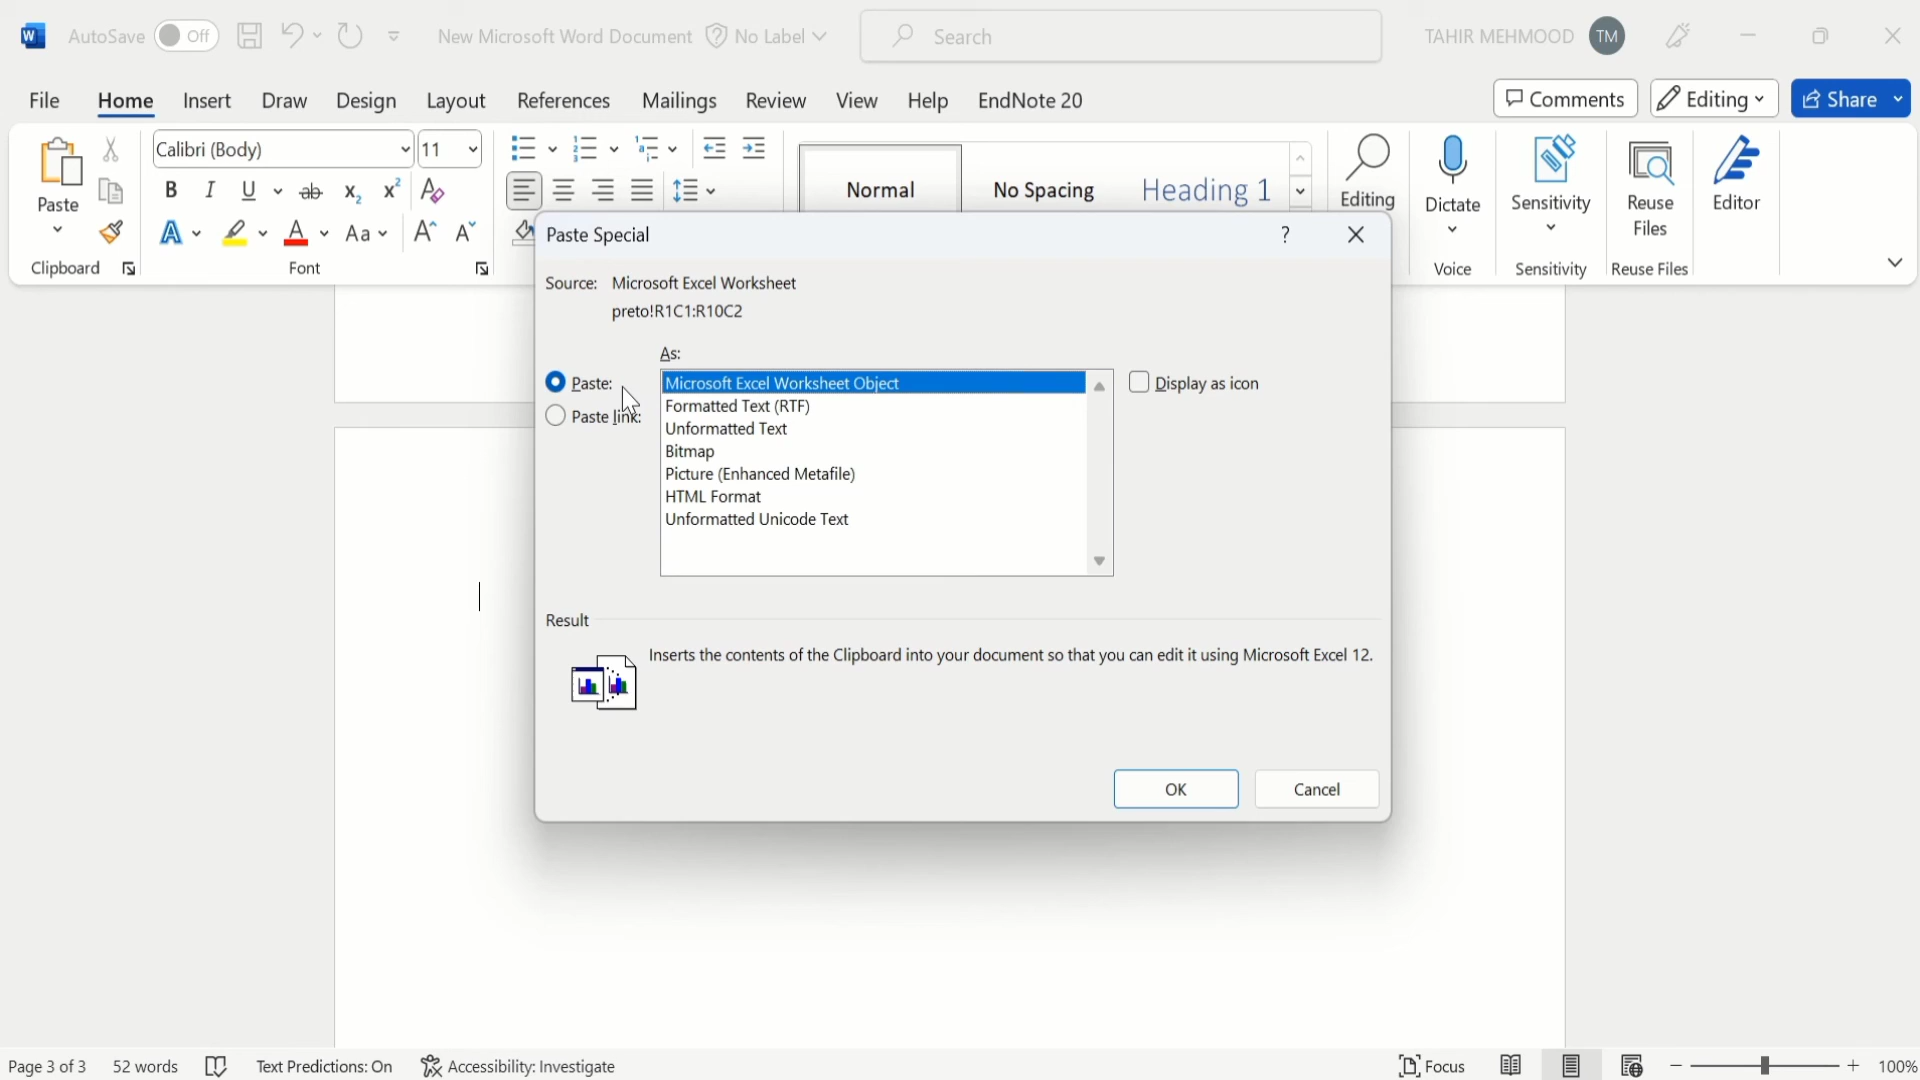 AutoSave Off New Microsoft Word Document No Label Search TAHIR MEHMOOD TM
File Home Insert Draw Design Layout References Mailings Review View Help EndNote 20 Comments Editing Share
Paste
Clipboard
Calibri (Body) 11
Font
Normal No Spacing Heading 1
Editing
Dictate
Voice
Sensitivity
Sensitivity
Reuse
Files
Reuse Files
Editor
Paste Special
Source: Microsoft Excel Worksheet
preto!R1C1:R10C2
As:
Paste:
Paste link:
Microsoft Excel Worksheet Object
Formatted Text (RTF)
Unformatted Text
Bitmap
Picture (Enhanced Metafile)
HTML Format
Unformatted Unicode Text
Display as icon
Result
Inserts the contents of the Clipboard into your document so that you can edit it using Microsoft Excel 12.
OK Cancel
Page 3 of 3 52 words Text Predictions: On Accessibility: Investigate Focus 100%